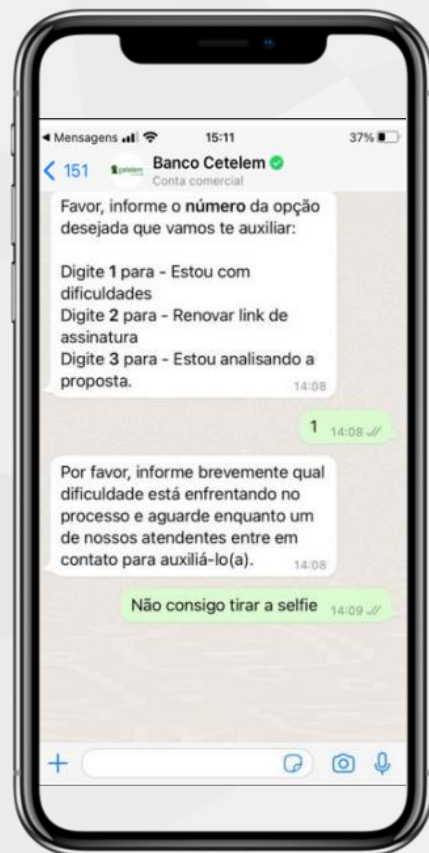 Mensagens 15:11 37%
151 cetelem Banco Cetelem
Conta comercial
Favor, informe o número da opção
desejada que vamos te auxiliar:
Digite 1 para - Estou com
dificuldades
Digite 2 para - Renovar link de
assinatura
Digite 3 para - Estou analisando a
proposta.
14:08
1 14:08
Por favor, informe brevemente qual
dificuldade está enfrentando no
processo e aguarde enquanto um
de nossos atendentes entre em
contato para auxiliá-lo(a).
14:08
Não consigo tirar a selfie 14:09